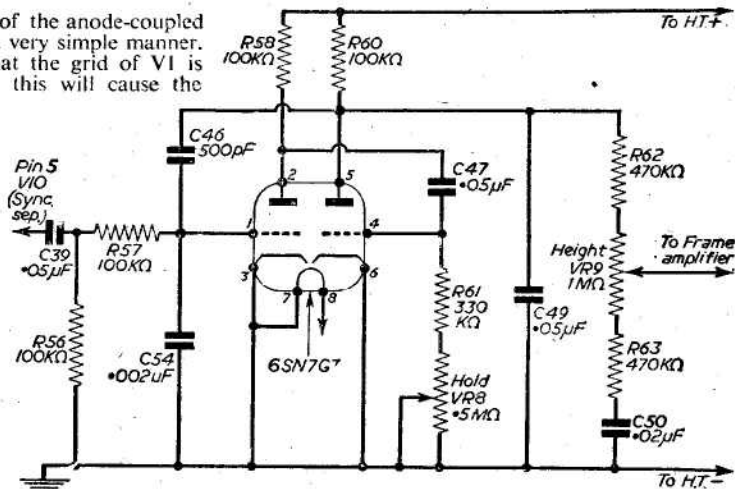 of the anode-coupled
very simple manner.
at the grid of V1 is
this will cause the
To H.T.+
R58
100KΩ
R60
100KΩ
C46
500pF
Pin 5
V10
(Sync.
sep.)
C39
·05μF
R57
100KΩ
R56
100KΩ
C54
·002μF
1
2
5
4
3
7
8
6
6SN7GT
C47
·05μF
R61
330
KΩ
Hold
VR8
·5MΩ
C49
·05μF
R62
470KΩ
Height
VR9
1MΩ
To Frame
amplifier
R63
470KΩ
C50
·02μF
To H.T.-